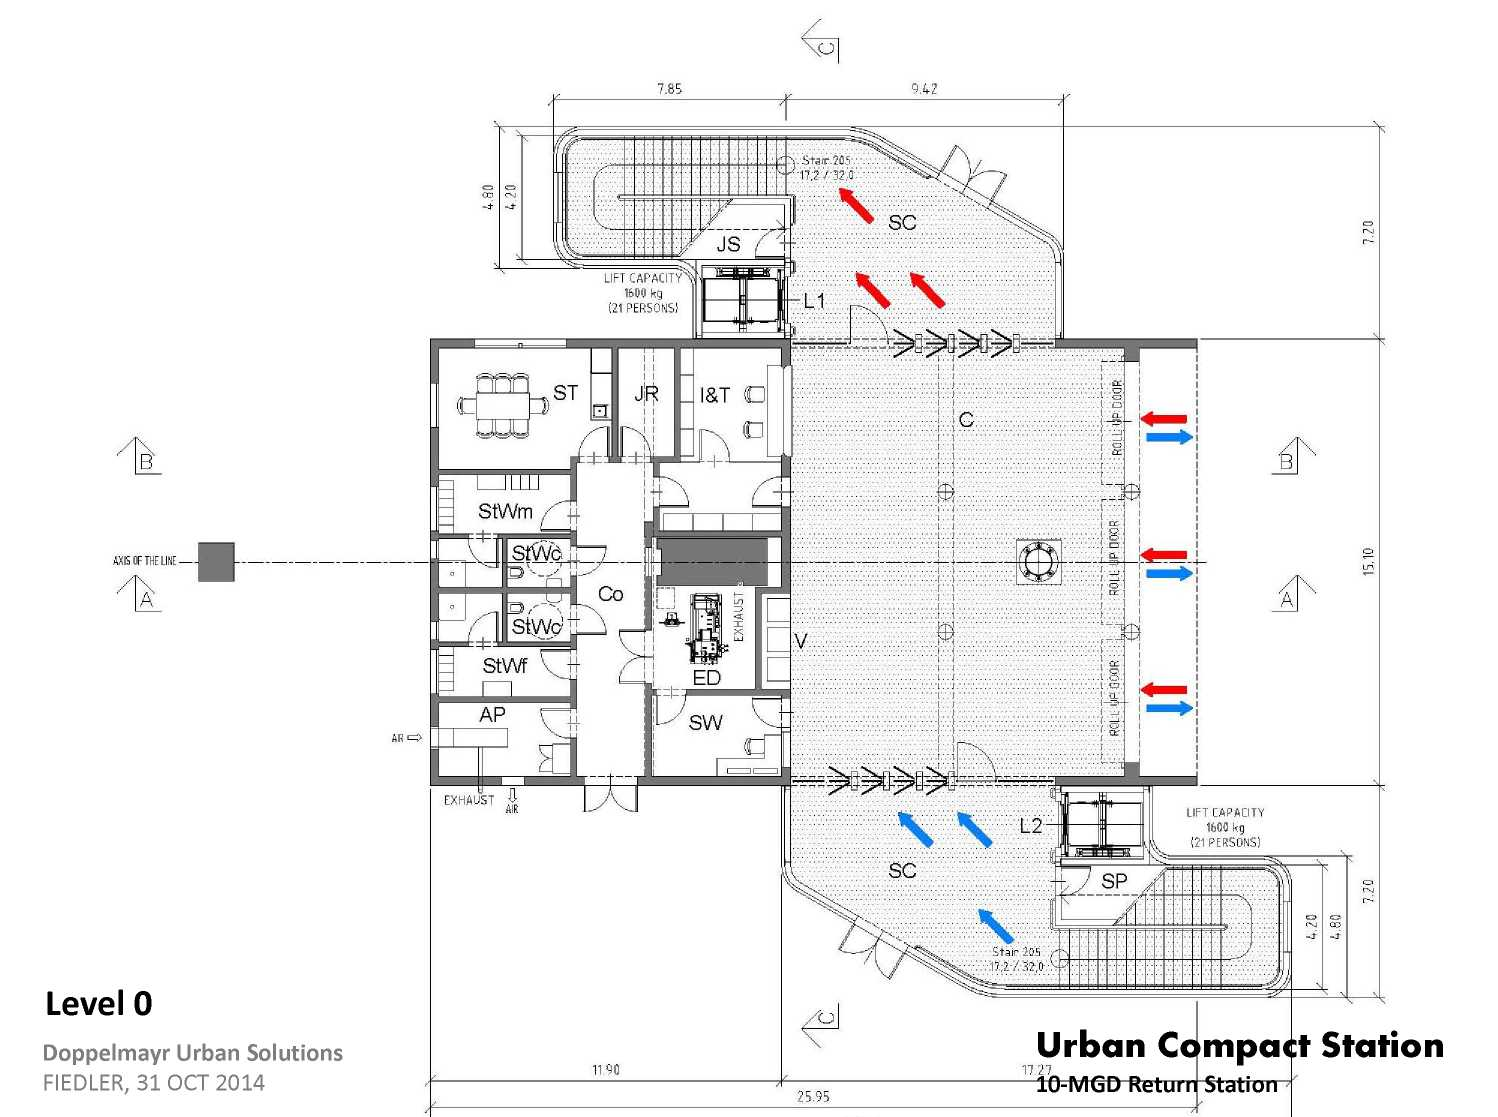 C
7.85
9.42
4.80
4.20
Stair 205
17,2 / 32,0
SC
7.20
JS
LIFT CAPACITY
1600 kg
(21 PERSONS)
L1
ST
JR
I&T
C
ROLL UP DOOR
B
B
StWm
AXIS OF THE LINE
StWc
ROLL UP DOOR
15.10
A
Co
A
StWc
EXHAUST
V
StWf
ED
ROLL UP DOOR
AP
SW
AIR
EXHAUST
AIR
L2
LIFT CAPACITY
1600 kg
(21 PERSONS)
SC
SP
7.20
4.20
4.80
Stair 205
17,2 / 32,0
Level 0
C
Urban Compact Station
Doppelmayr Urban Solutions
11.90
17.27
FIEDLER, 31 OCT 2014
10-MGD Return Station
25.95